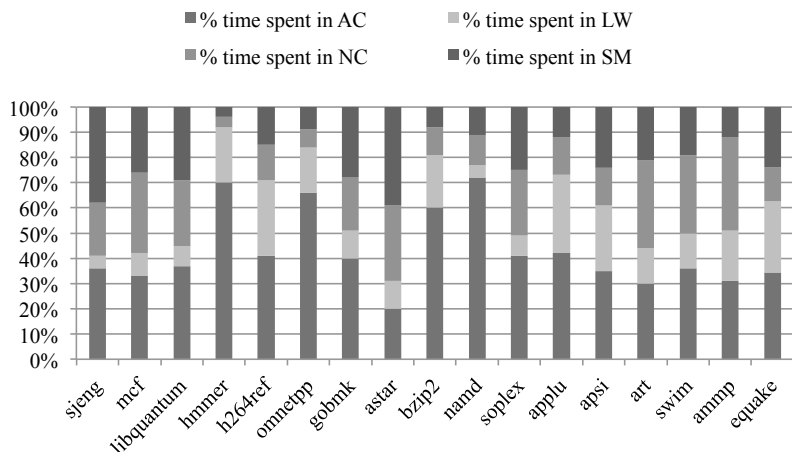 % time spent in AC
% time spent in LW
% time spent in NC
% time spent in SM
100%
90%
80%
70%
60%
50%
40%
30%
20%
10%
0%
sjeng
mcf
libquantum
hmmer
h264ref
omnetpp
gobmk
astar
bzip2
namd
soplex
applu
apsi
art
swim
ammp
equake